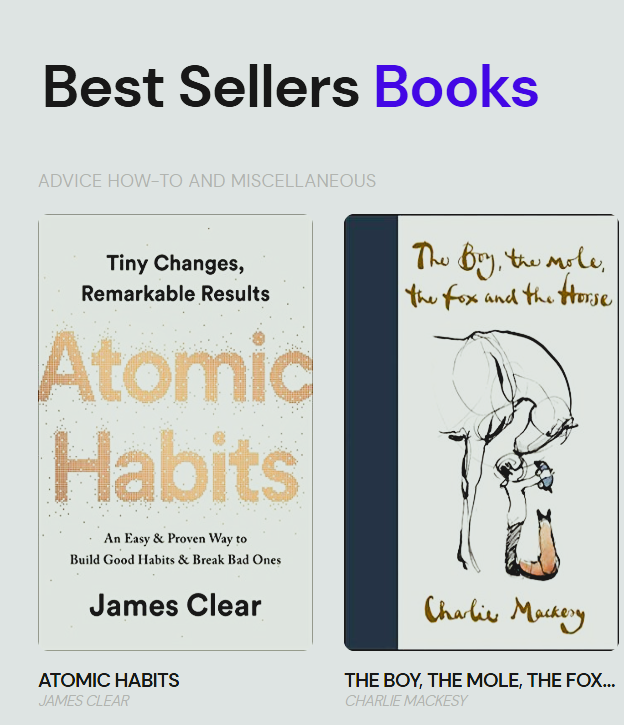 Best Sellers Books
ADVICE HOW-TO AND MISCELLANEOUS
Tiny Changes,
Remarkable Results
Atomic
Habits
An Easy & Proven Way to
Build Good Habits & Break Bad Ones
James Clear
ATOMIC HABITS
JAMES CLEAR
The Boy, the mole,
the fox and the Horse
Charlie Mackesy
THE BOY, THE MOLE, THE FOX...
CHARLIE MACKESY